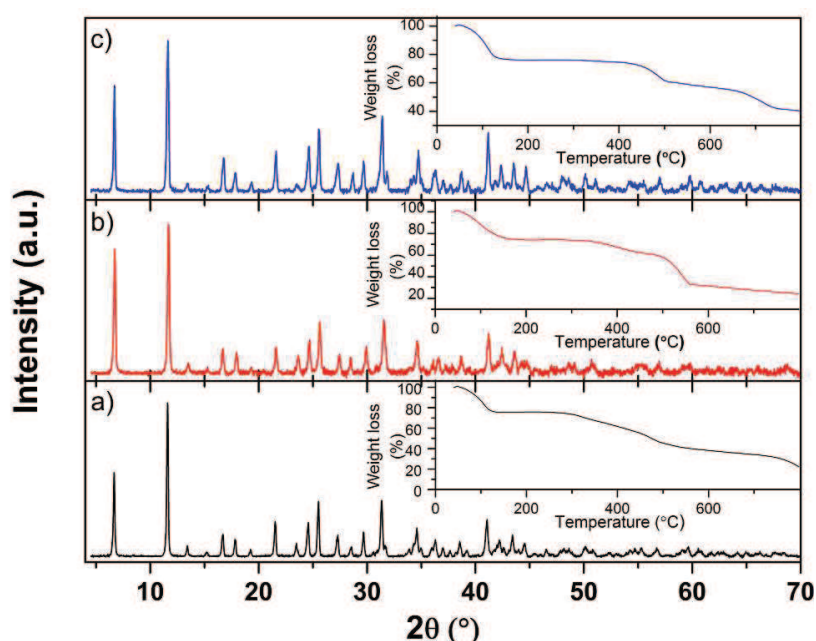 c)
100
80
60
40
Weight loss
(%)
0 200 400 600
Temperature (°C)
b)
100
80
60
40
20
Weight loss
(%)
0 200 400 600
Temperature (°C)
a)
100
80
60
40
20
0
Weight loss
(%)
0 200 400 600
Temperature (°C)
Intensity (a.u.)
10 20 30 40 50 60 70
2θ (°)